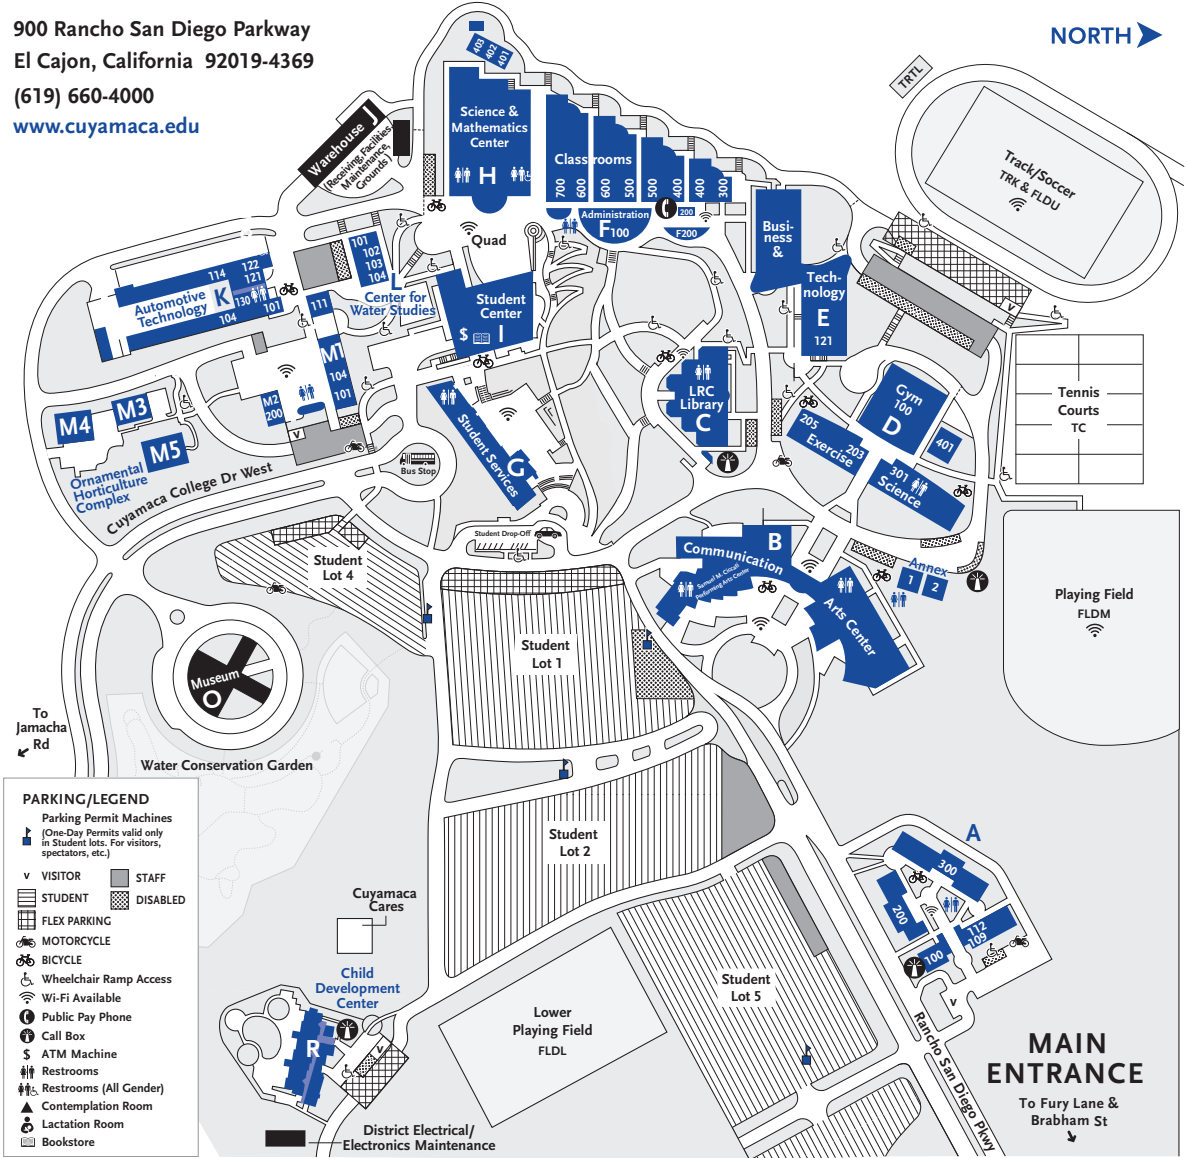 900 Rancho San Diego Parkway
El Cajon, California 92019-4369
(619) 660-4000
www.cuyamaca.edu
NORTH
403
402
401
TRTL
Science &
Mathematics
Center
H
Warehouse J
(Receiving, Facilities,
Maintenance,
Grounds)
Classrooms
700
600
600
500
500
400
400
300
Administration
F100
200
F200
Quad
Track/Soccer
TRK & FLDU
Busi-
ness
&
Tech-
nology
E
121
101
102
103
104
L
Center for
Water Studies
114
122
121
Automotive
Technology
K
130
101
104
111
Student
Center
$
I
M1
104
101
M2
200
V
V
M4
M3
M5
Ornamental
Horticulture
Complex
Cuyamaca College Dr West
Bus Stop
Student Services
G
LRC
Library
C
Gym
100
D
401
205
203
Exercise
301
Science
Tennis
Courts
TC
Student Drop-Off
Student
Lot 4
B
Communication
Samuel M. Ciccati
Performing Arts Center
Arts Center
Annex
1
2
Playing Field
FLDM
Student
Lot 1
Museum
O
To
Jamacha
Rd
Water Conservation Garden
Student
Lot 2
A
300
200
112
109
100
V
PARKING/LEGEND
Parking Permit Machines
(One-Day Permits valid only
in Student lots. For visitors,
spectators, etc.)
V VISITOR
STAFF
STUDENT
DISABLED
FLEX PARKING
MOTORCYCLE
BICYCLE
Wheelchair Ramp Access
Wi-Fi Available
Public Pay Phone
Call Box
$ ATM Machine
Restrooms
Restrooms (All Gender)
Contemplation Room
Lactation Room
Bookstore
Cuyamaca
Cares
Child
Development
Center
R
V
Lower
Playing Field
FLDL
Student
Lot 5
Rancho San Diego Pkwy
MAIN
ENTRANCE
To Fury Lane &
Brabham St
District Electrical/
Electronics Maintenance